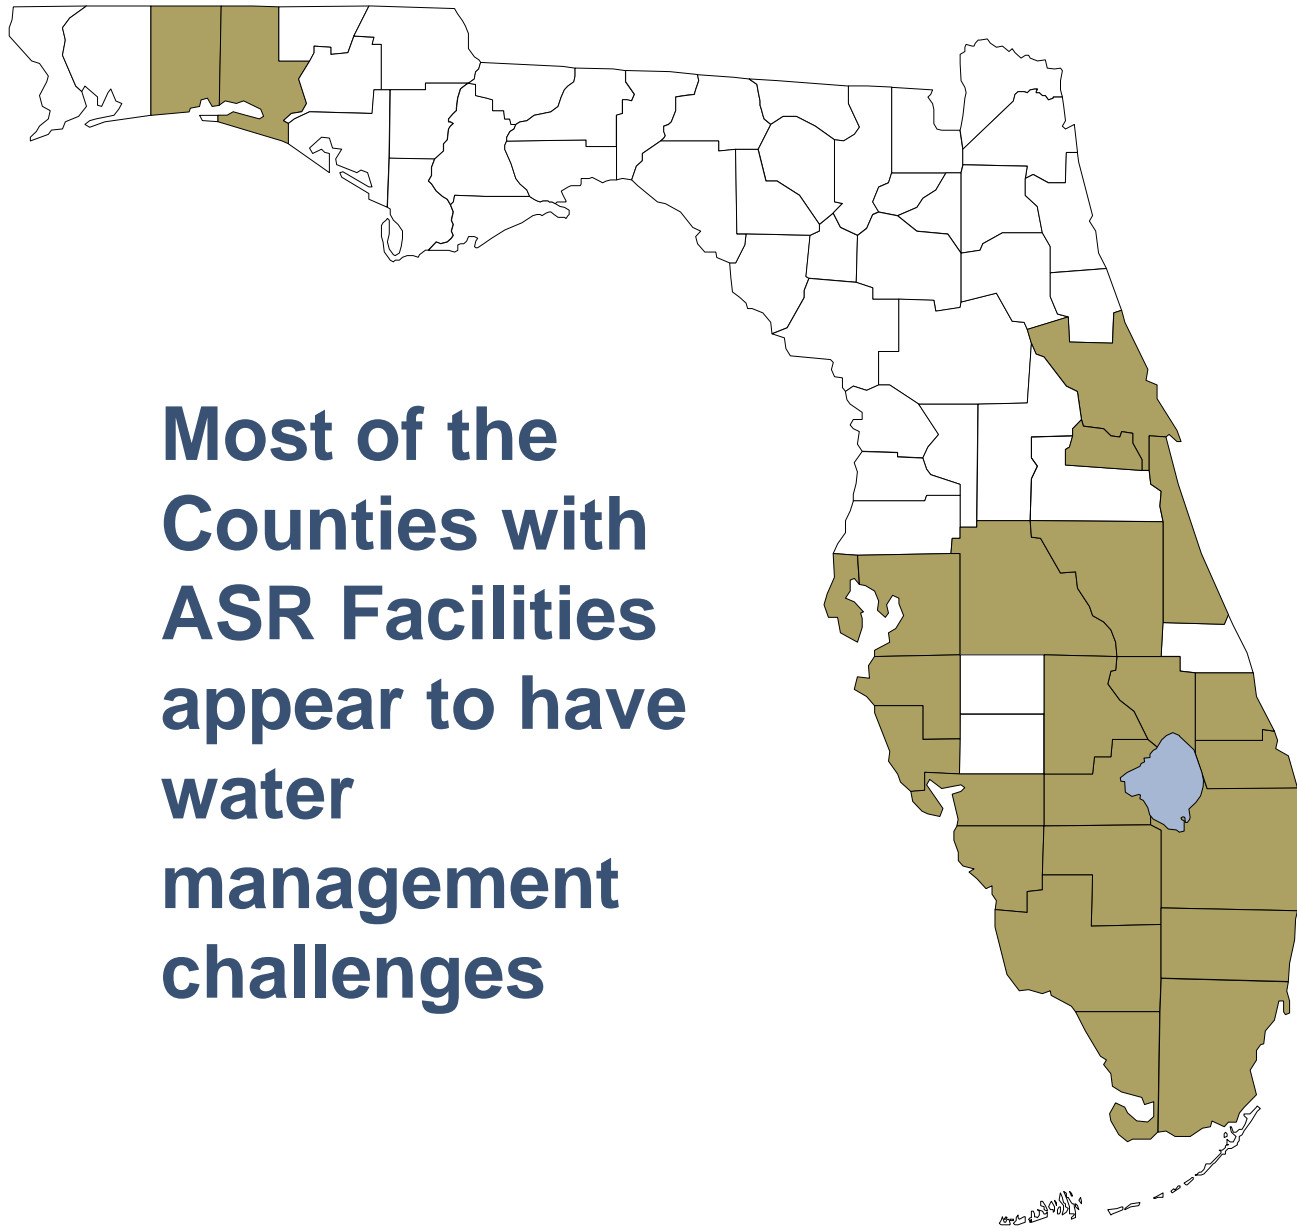 Most of the
Counties with
ASR Facilities
appear to have
water
management
challenges